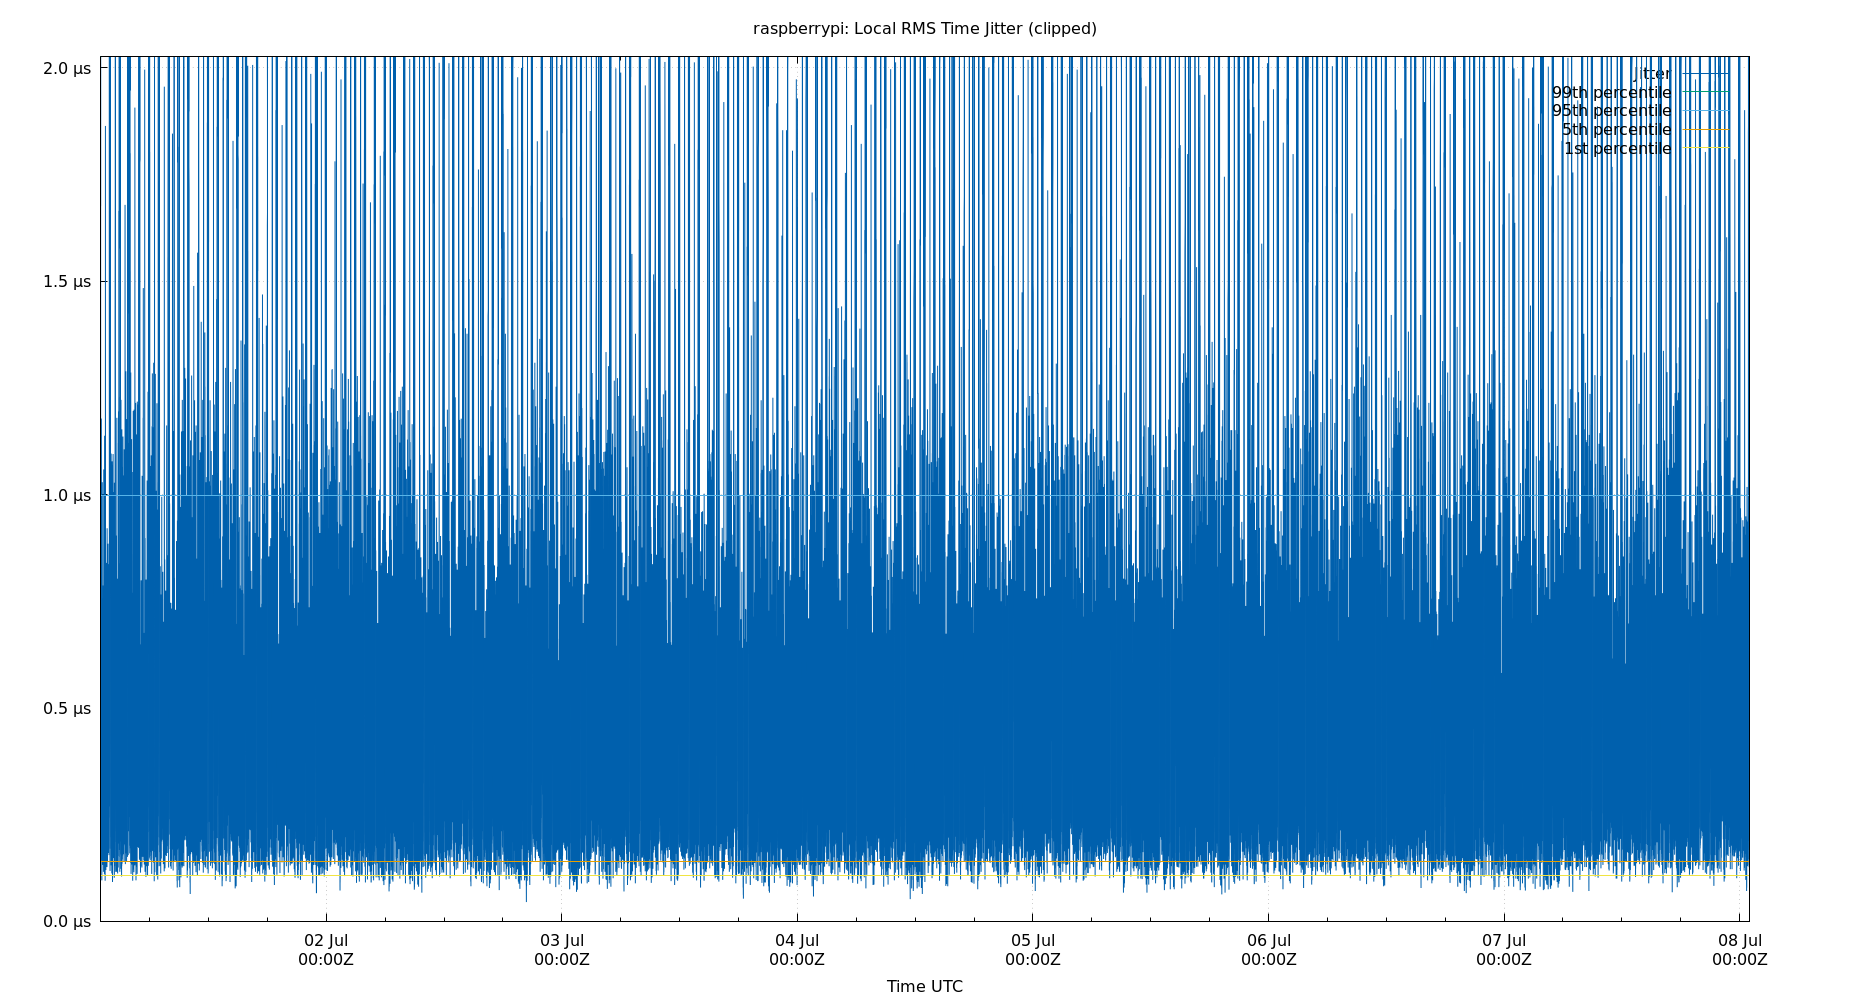 raspberrypi: Local RMS Time Jitter (clipped)
2.0 μs
jitter
99th percentile
95th percentile
5th percentile
1st percentile
1.5 μs
1.0 μs
0.5 μs
0.0 μs
02 Jul 03 Jul 04 Jul 05 Jul 06 Jul 07 Jul 08 Jul
00:00Z 00:00Z 00:00Z 00:00Z 00:00Z 00:00Z 00:00Z
Time UTC